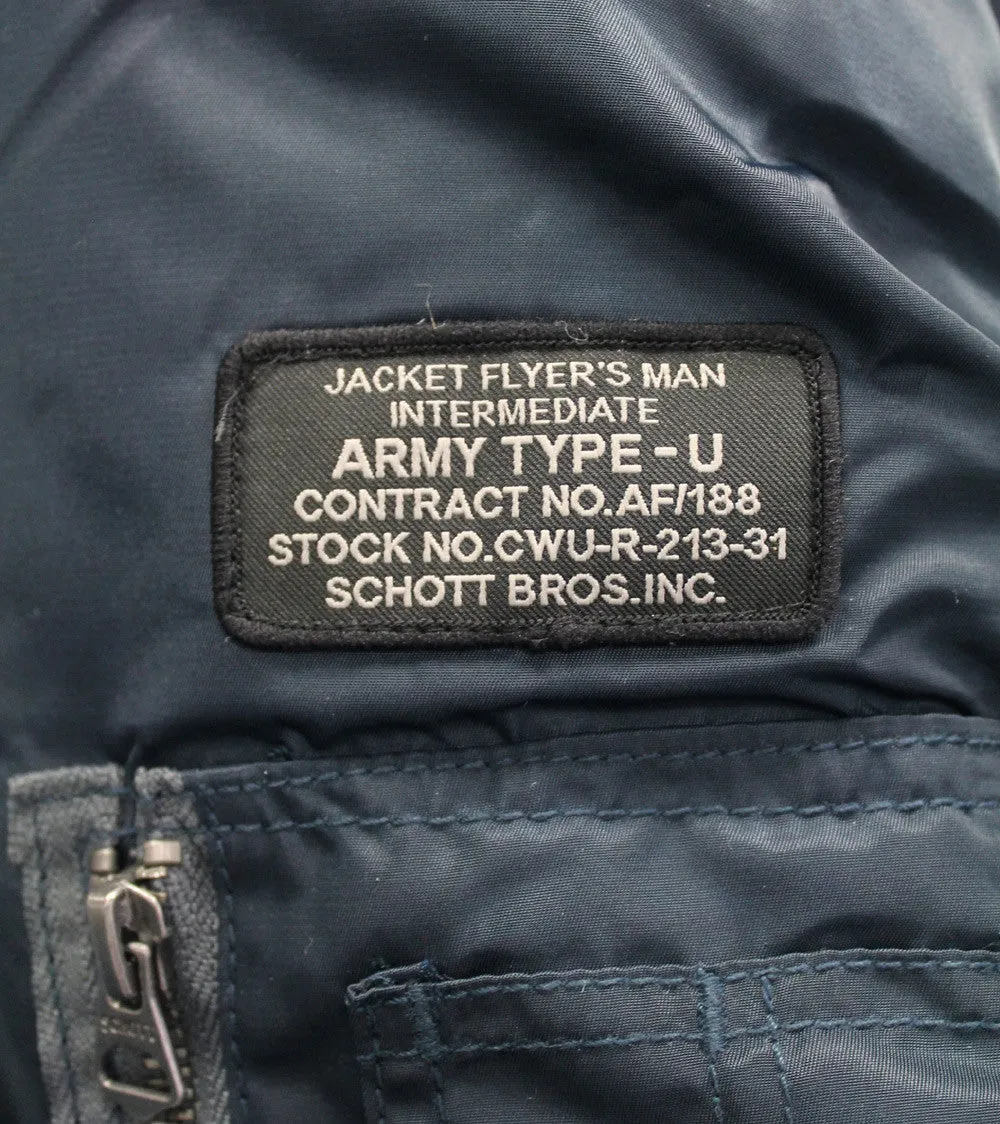 JACKET FLYER'S MAN
INTERMEDIATE
ARMY TYPE - U
CONTRACT NO.AF/188
STOCK NO.CWU-R-213-31
SCHOTT BROS.INC.